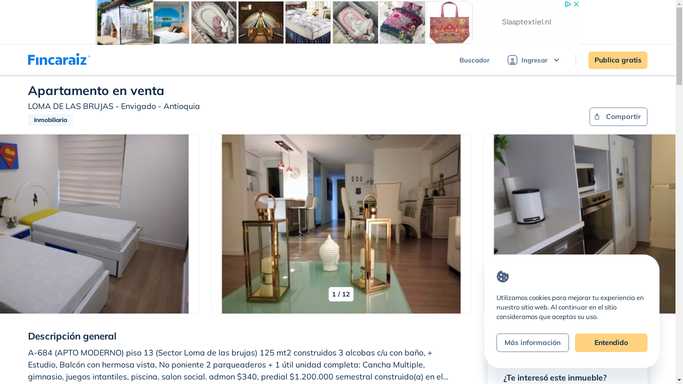 Slaaptextiel.nl
Fincaraiz
Buscador
Ingresar
Publica gratis
Apartamento en venta
LOMA DE LAS BRUJAS - Envigado - Antioquia
Inmobiliaria
Compartir
1 / 12
Utilizamos cookies para mejorar tu experiencia en
nuestro sitio web. Al continuar en el sitio
consideramos que aceptas su uso.
Más información
Entendido
Descripción general
A-684 (APTO MODERNO) piso 13 (Sector Loma de las brujas) 125 mt2 construidos 3 alcobas c/u con baño, +
Estudio, Balcón con hermosa vista, No poniente 2 parqueaderos + 1 útil unidad completa: Cancha Multiple,
gimnasio, juegos intantiles, piscina, salon social. admon $340, predial $1.200.000 semestral construido(a) en el...
¿Te interesó este inmueble?